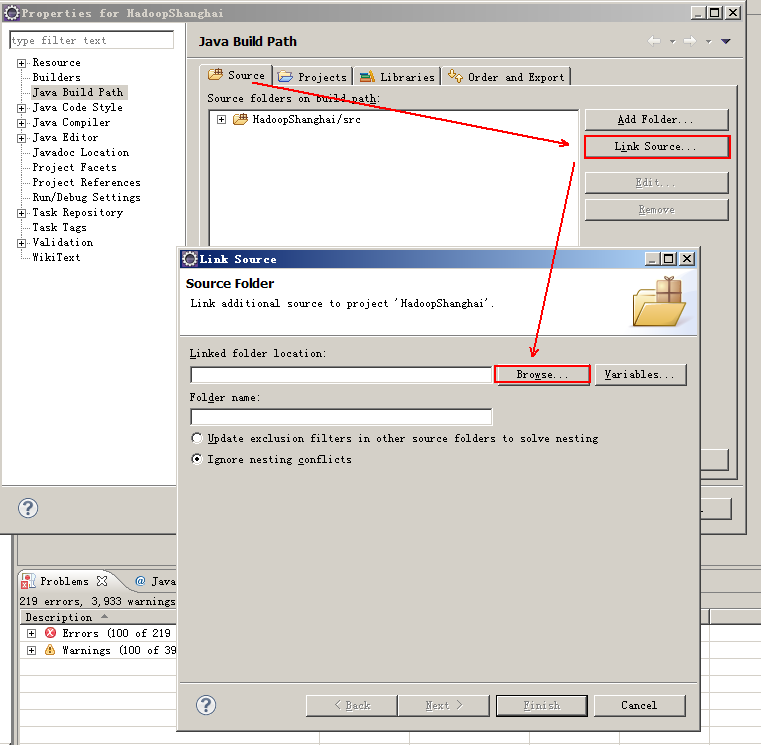 Properties for HadoopShanghai
type filter text
Resource
Builders
Java Build Path
Java Code Style
Java Compiler
Java Editor
Javadoc Location
Project Facets
Project References
Run/Debug Settings
Task Repository
Task Tags
Validation
WikiText
Java Build Path
Source Projects Libraries Order and Export
Source folders on build path:
HadoopShanghai/src
Add Folder...
Link Source...
Edit...
Remove
Link Source
Source Folder
Link additional source to project 'HadoopShanghai'.
Linked folder location:
Browse... Variables...
Folder name:
Update exclusion filters in other source folders to solve nesting
Ignore nesting conflicts
< Back Next > Finish Cancel
Problems @ Java
219 errors, 3,933 warnings
Description
Errors (100 of 219
Warnings (100 of 39